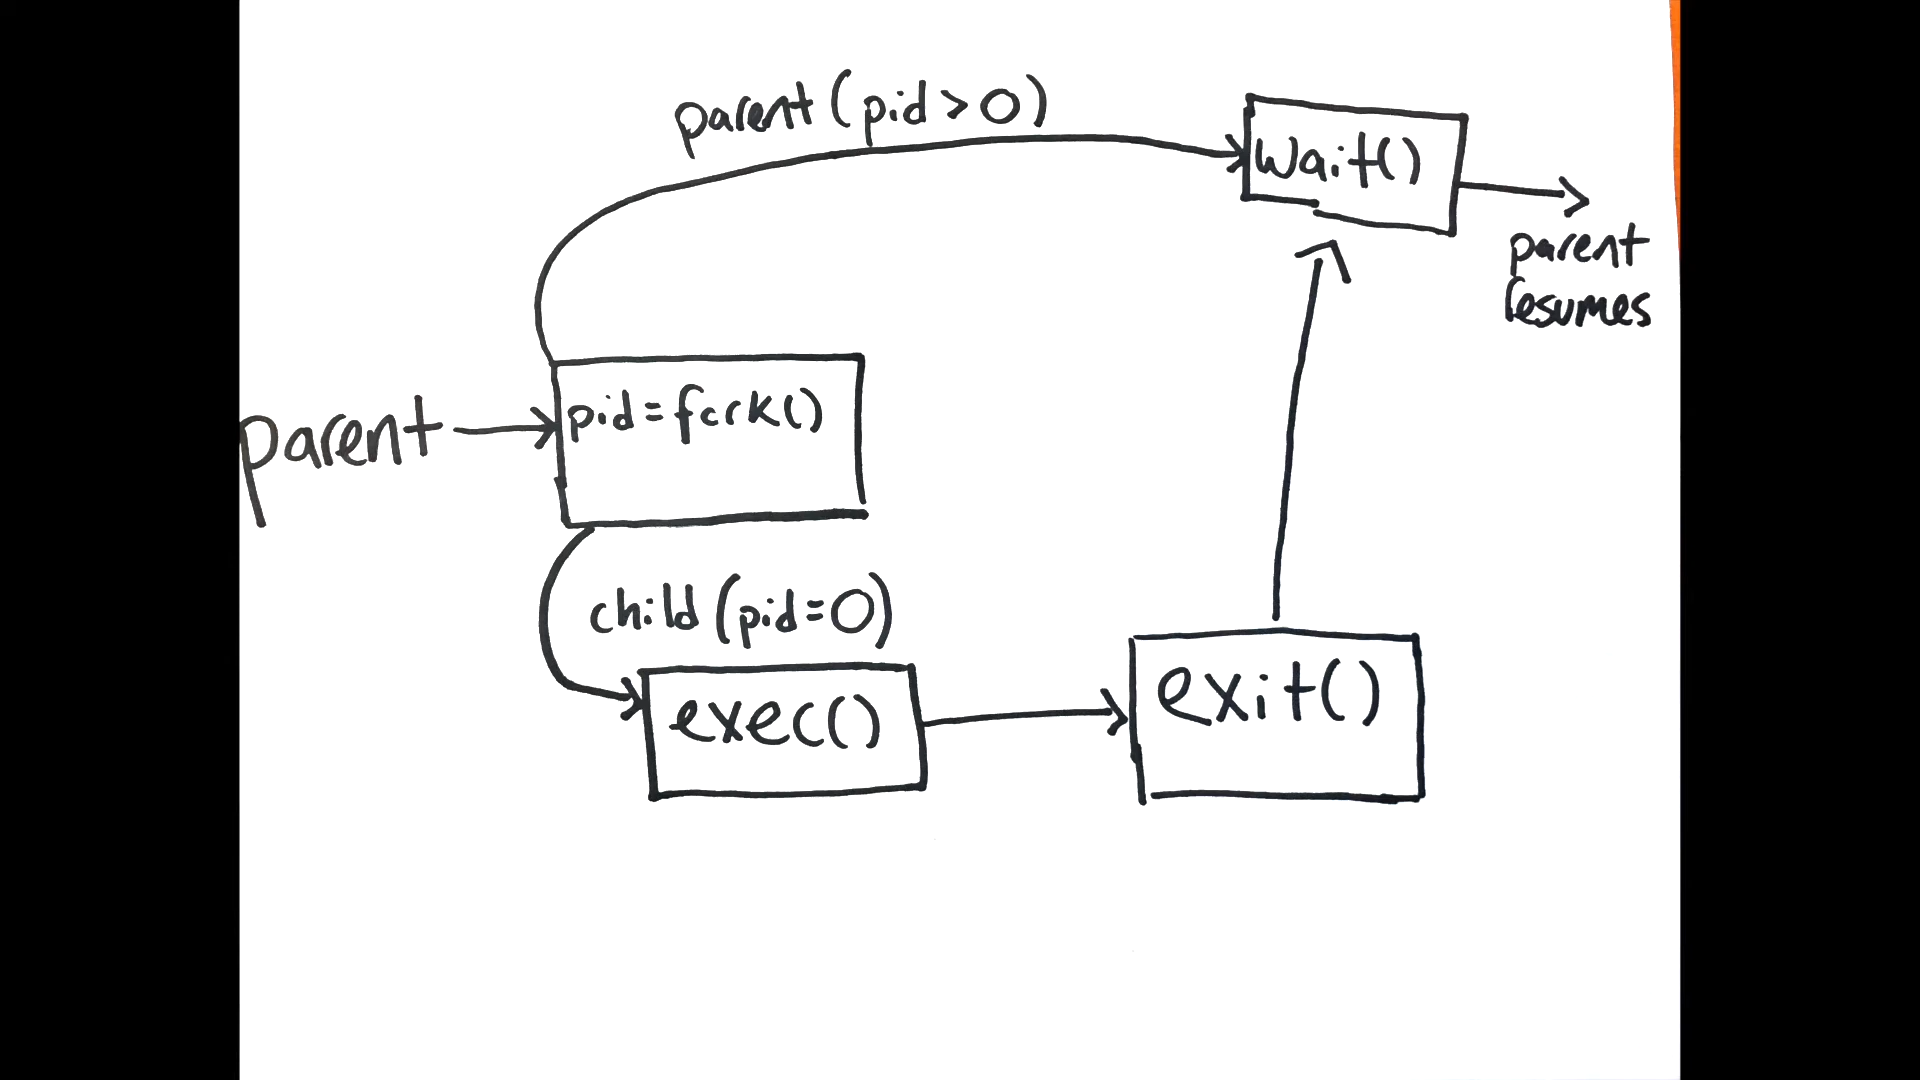 parent (pid > 0)
wait()
parent
resumes
parent
pid = fork()
child (pid = 0)
exec()
exit()